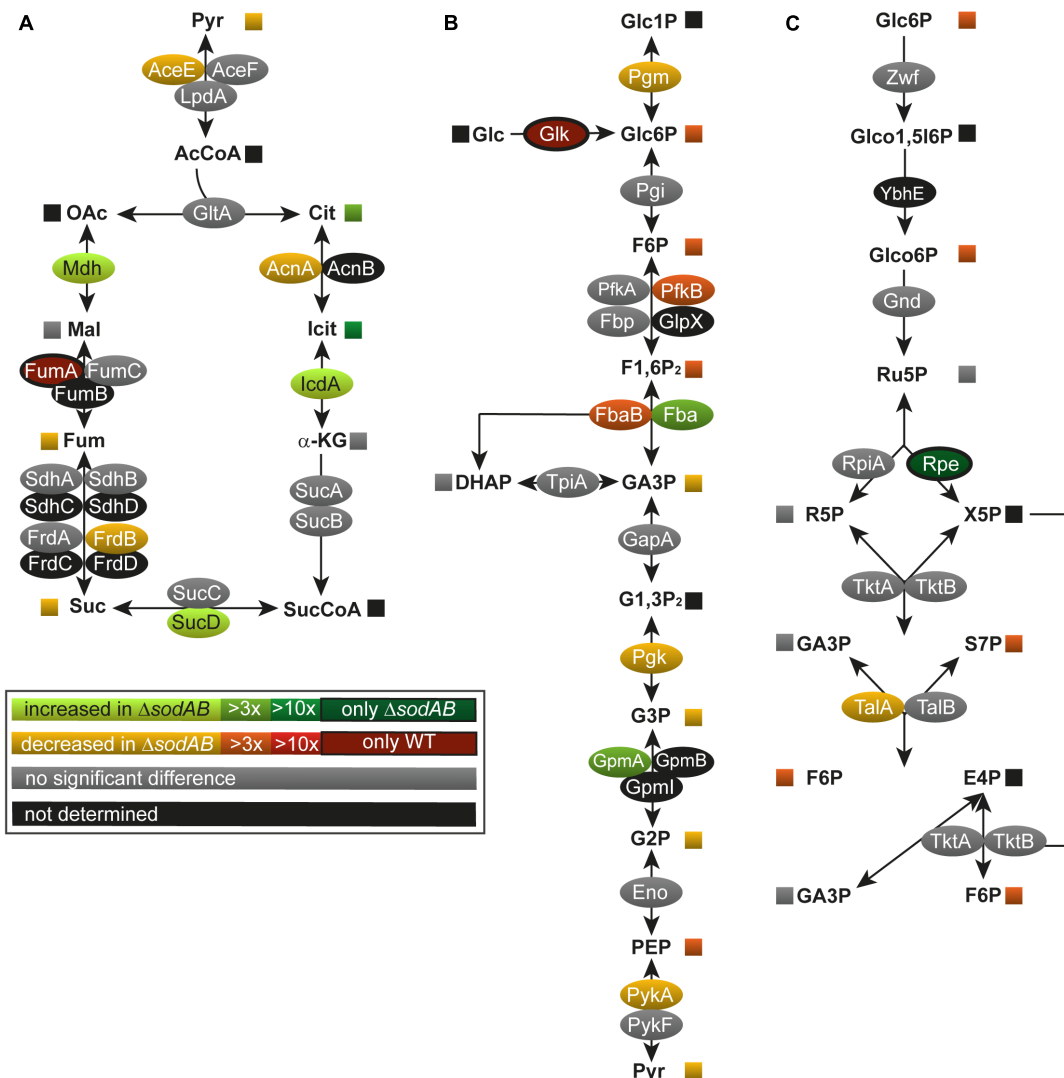 A
Pyr
AceE AceF
LpdA
AcCoA
OAc GltA Cit
Mdh AcnA AcnB
Mal Icit
FumA FumC
FumB
IcdA
Fum α-KG
SdhA SdhB
SdhC SdhD
SucA
SucB
FrdA FrdB
FrdC FrdD
Suc SucC SucCoA
SucD
increased in ΔsodAB >3x >10x only ΔsodAB
decreased in ΔsodAB >3x >10x only WT
no significant difference
not determined
B
Glc1P
Pgm
Glc Glk Glc6P
Pgi
F6P
PfkA PfkB
Fbp GlpX
F1,6P2
FbaB Fba
DHAP TpiA GA3P
GapA
G1,3P2
Pgk
G3P
GpmA GpmB
GpmI
G2P
Eno
PEP
PykA
PykF
Pyr
C
Glc6P
Zwf
Glco1,5l6P
YbhE
Glco6P
Gnd
Ru5P
RpiA Rpe
R5P X5P
TktA TktB
GA3P S7P
TalA TalB
F6P E4P
TktA TktB
GA3P F6P